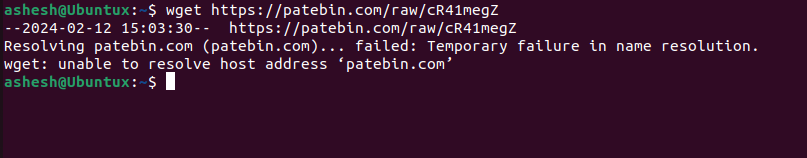 ashesh@Ubuntux:~$ wget https://patebin.com/raw/cR41megZ
--2024-02-12 15:03:30--  https://patebin.com/raw/cR41megZ
Resolving patebin.com (patebin.com)... failed: Temporary failure in name resolution.
wget: unable to resolve host address ‘patebin.com’
ashesh@Ubuntux:~$